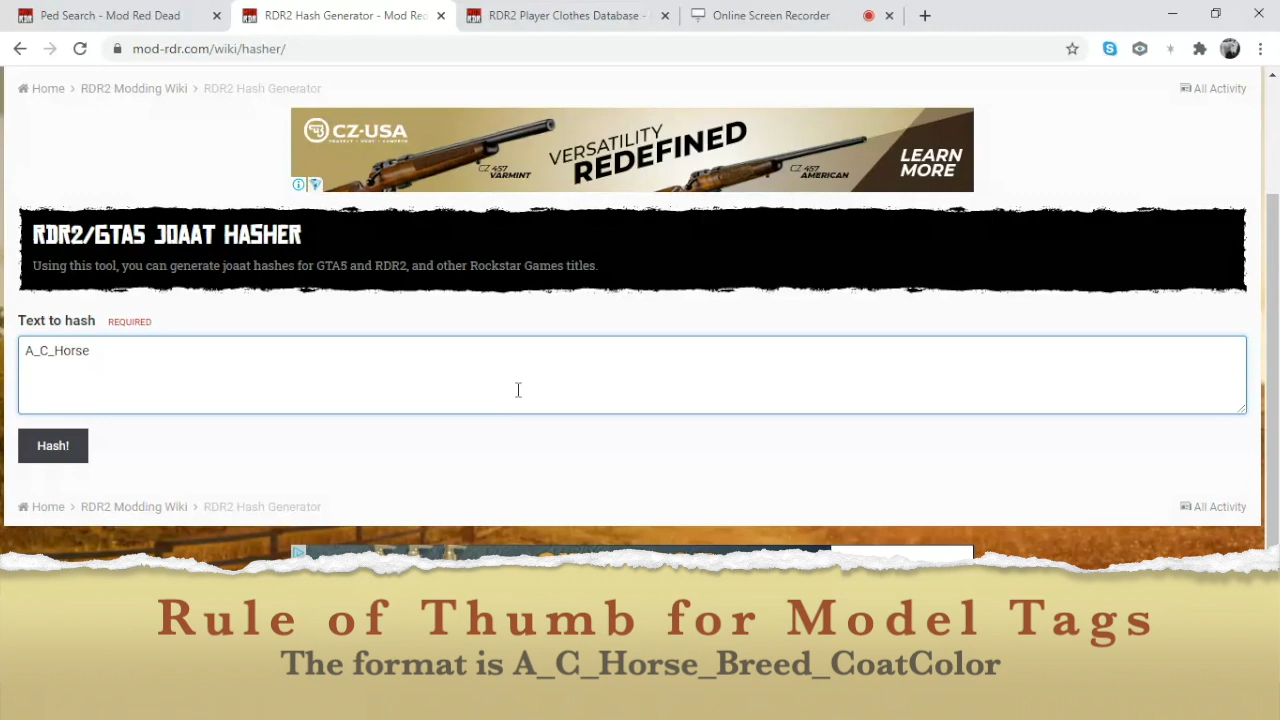 Ped Search - Mod Red Dead
RDR2 Hash Generator - Mod Red
RDR2 Player Clothes Database -
Online Screen Recorder
mod-rdr.com/wiki/hasher/
Home > RDR2 Modding Wiki > RDR2 Hash Generator
All Activity
CZ-USA
VERSATILITY
REDEFINED
CZ 457
VARMINT
CZ 457
AMERICAN
LEARN
MORE
RDR2/GTA5 JOAAT HASHER
Using this tool, you can generate joaat hashes for GTA5 and RDR2, and other Rockstar Games titles.
Text to hash REQUIRED
A_C_Horse
Hash!
Home > RDR2 Modding Wiki > RDR2 Hash Generator
All Activity
Rule of Thumb for Model Tags
The format is A_C_Horse_Breed_CoatColor